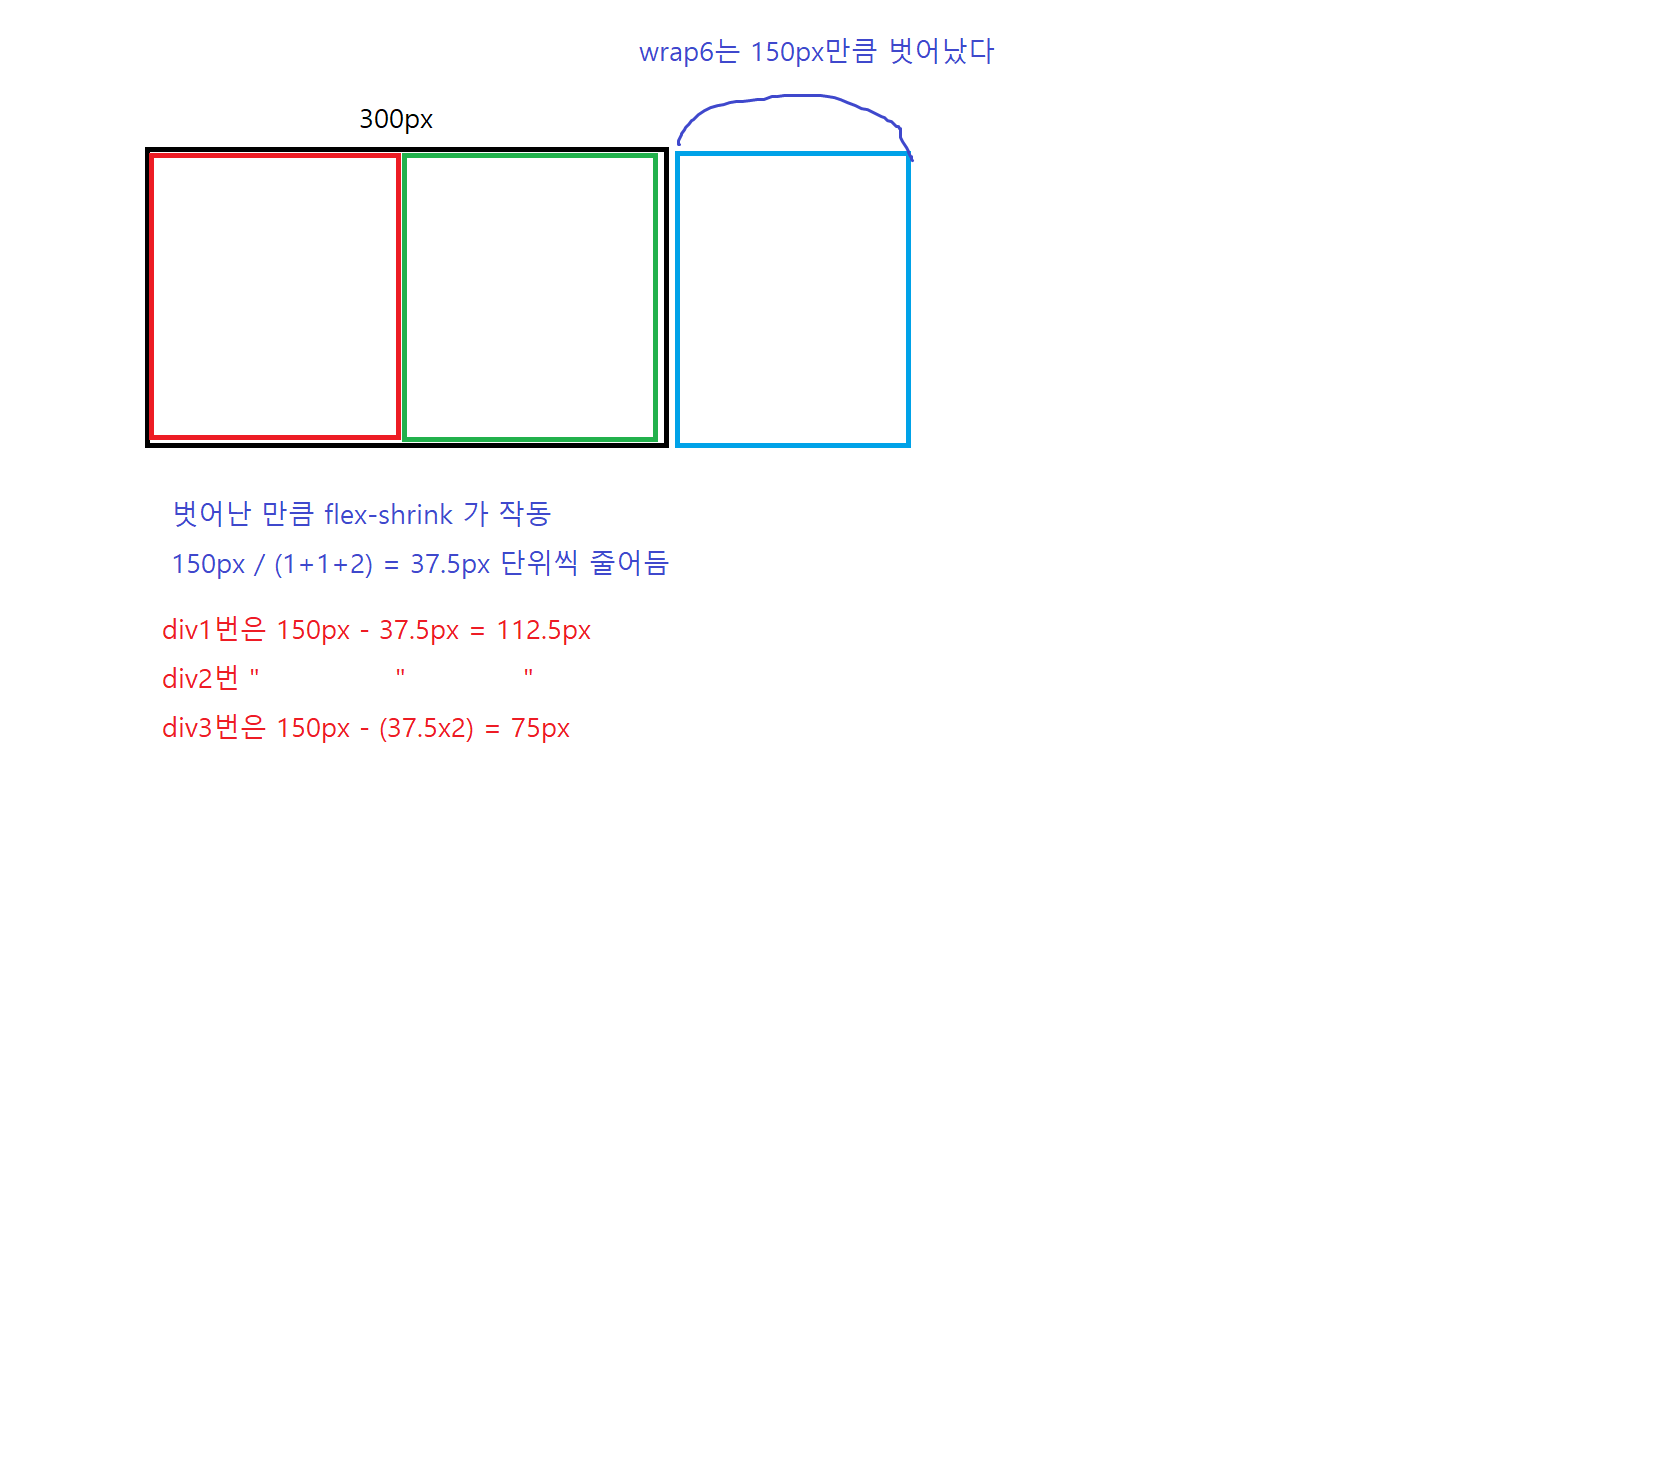 wrap6는 150px만큼 벗어났다
300px
벗어난 만큼 flex-shrink 가 작동
150px / (1+1+2) = 37.5px 단위씩 줄어듬
div1번은 150px - 37.5px = 112.5px
div2번 " " "
div3번은 150px - (37.5x2) = 75px